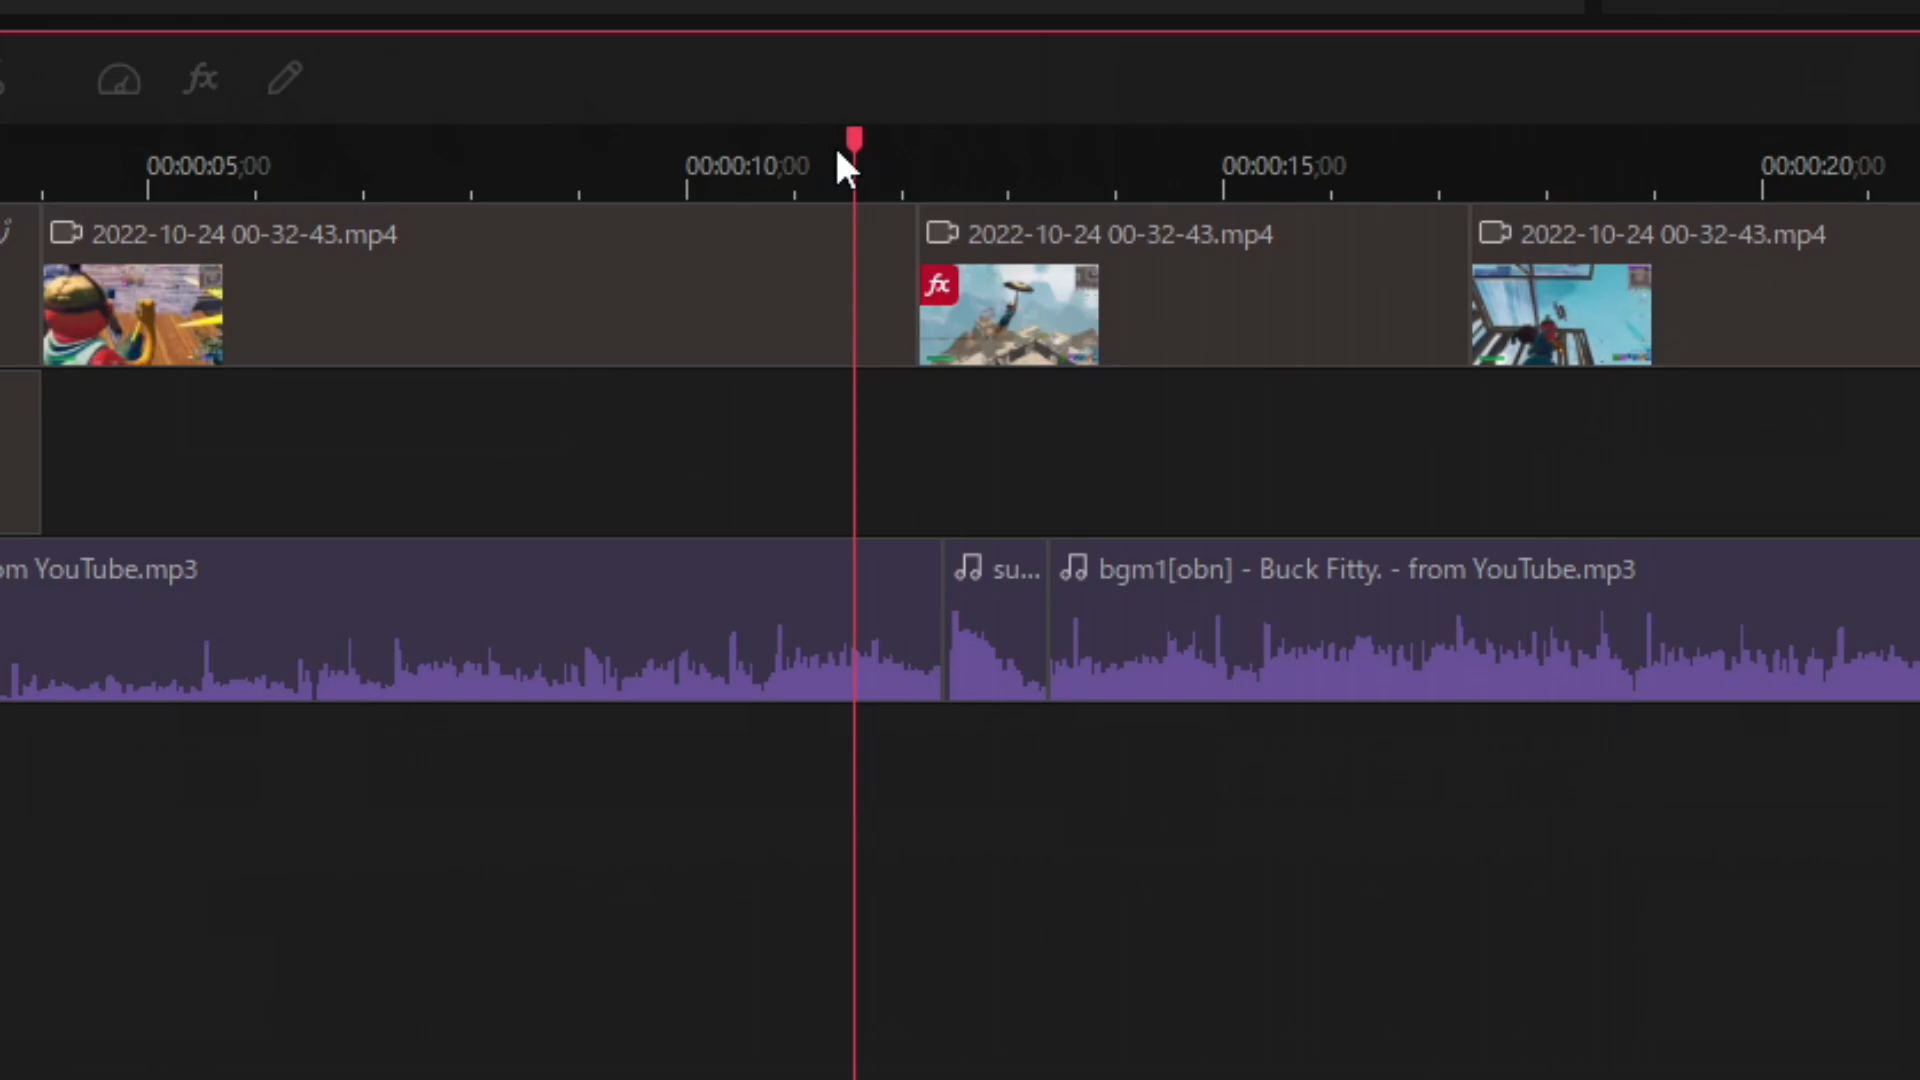 fx
00:00:05;00 00:00:10;00 00:00:15;00 00:00:20;00
2022-10-24 00-32-43.mp4 2022-10-24 00-32-43.mp4 2022-10-24 00-32-43.mp4
fx
om YouTube.mp3 su... bgm1[obn] - Buck Fitty. - from YouTube.mp3